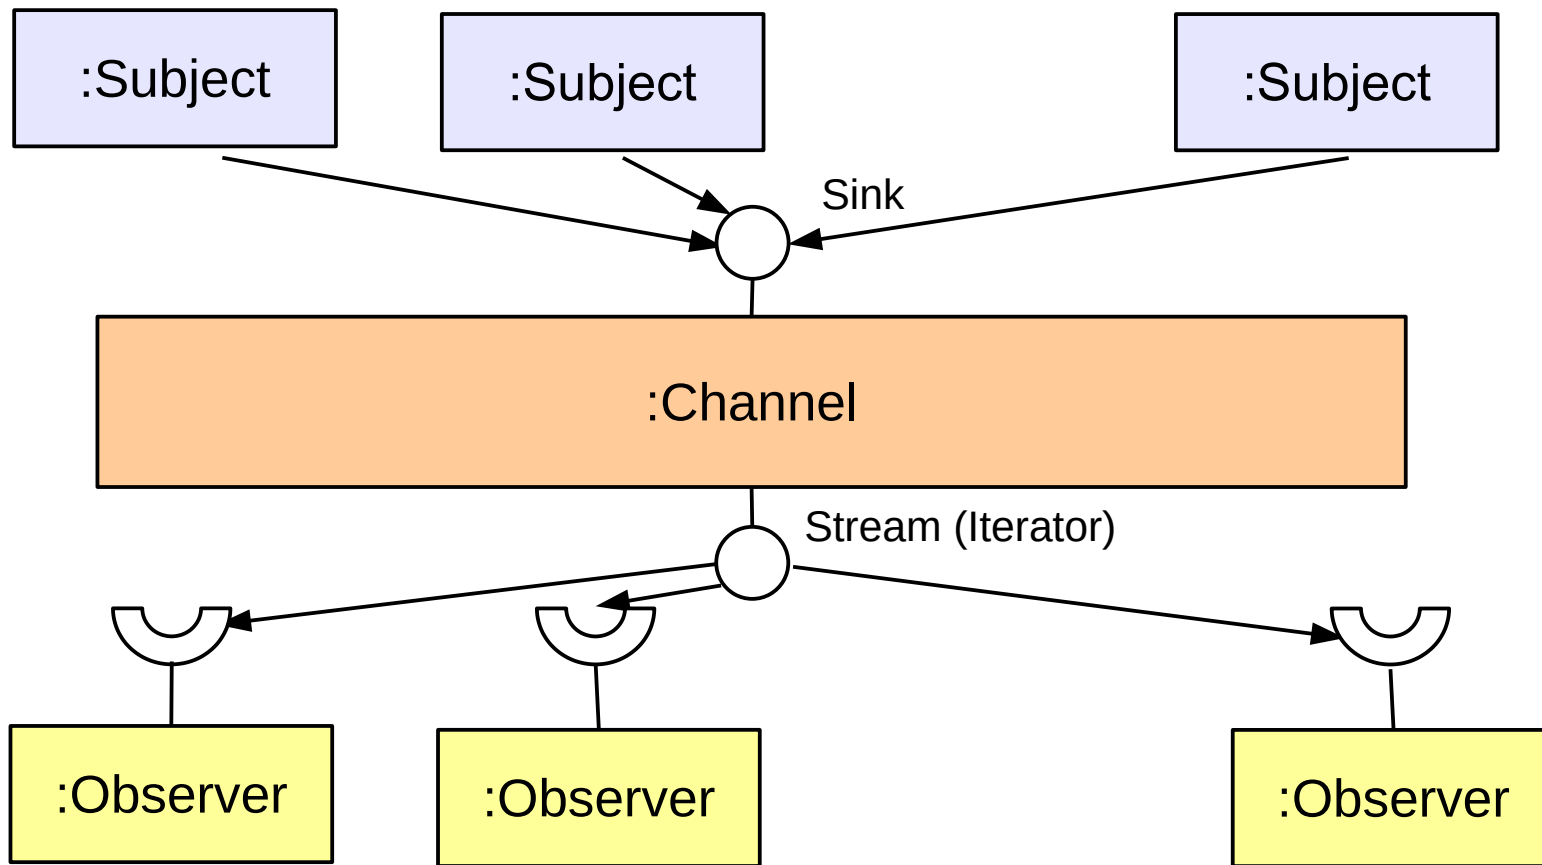 :Subject
:Subject
:Subject
Sink
:Channel
Stream (Iterator)
:Observer
:Observer
:Observer